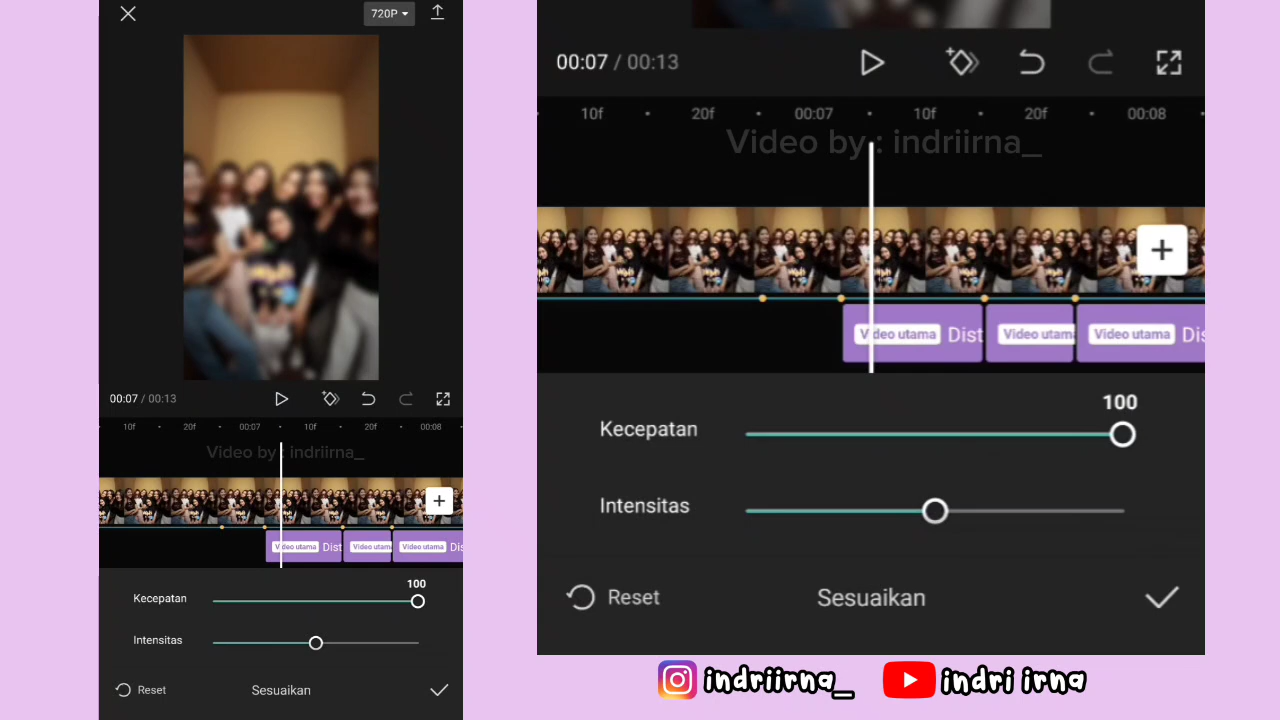 720P
00:07 / 00:13
10f 20f 00:07 10f 20f 00:08
Video by : indriirna_
Video utama Dist
Video utam
Video utama Dis
Kecepatan 100
Intensitas
Reset Sesuaikan
00:07 / 00:13
10f 20f 00:07 10f 20f 00:08
Video by : indriirna_
Video utama Dist
Video utam
Video utama Dis
Kecepatan 100
Intensitas
Reset Sesuaikan
indriirna_ indri irna